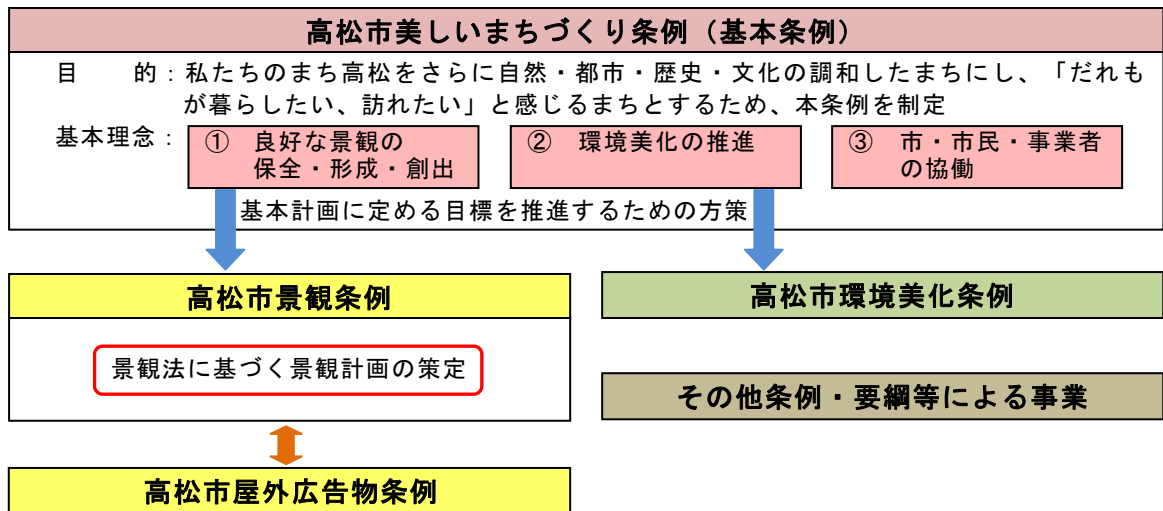 高松市美しいまちづくり条例（基本条例）
目　　的：私たちのまち高松をさらに自然・都市・歴史・文化の調和したまちにし、「だれも
が暮らしたい、訪れたい」と感じるまちとするため、本条例を制定
基本理念：
①　良好な景観の
保全・形成・創出
②　環境美化の推進
③　市・市民・事業者
の協働
基本計画に定める目標を推進するための方策
高松市景観条例
景観法に基づく景観計画の策定
高松市屋外広告物条例
高松市環境美化条例
その他条例・要綱等による事業